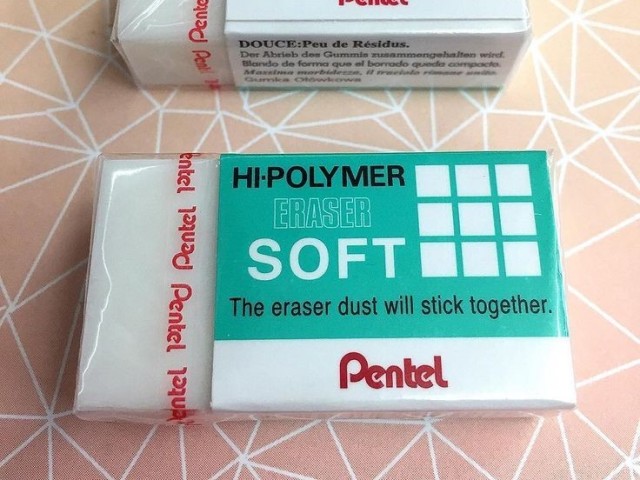 Pentel
DOUCE:Peu de Résidus.
Der Abrieb des Gummis zusammengehalten wird.
Blando de forma que el borrado queda compacto.
Massima morbidezza, il truciolo rimane unito.
Gumka Ołówkowa
Pentel
HI-POLYMER
ERASER
SOFT
The eraser dust will stick together.
Pentel
Pentel
Pentel
Pentel
Pentel